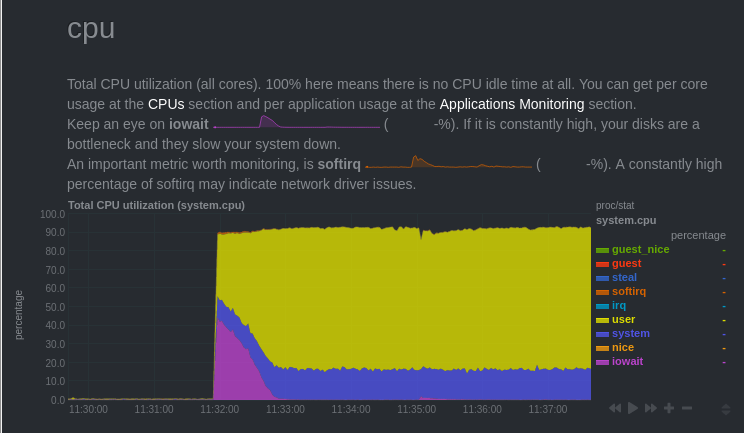 cpu
Total CPU utilization (all cores). 100% here means there is no CPU idle time at all. You can get per core
usage at the CPUs section and per application usage at the Applications Monitoring section.
Keep an eye on iowait ( -%). If it is constantly high, your disks are a
bottleneck and they slow your system down.
An important metric worth monitoring, is softirq ( -%). A constantly high
percentage of softirq may indicate network driver issues.
Total CPU utilization (system.cpu)
proc/stat
system.cpu
percentage
guest_nice -
guest -
steal -
softirq -
irq -
user -
system -
nice -
iowait -
percentage
100.0
90.0
80.0
70.0
60.0
50.0
40.0
30.0
20.0
10.0
0.0
11:30:00 11:31:00 11:32:00 11:33:00 11:34:00 11:35:00 11:36:00 11:37:00